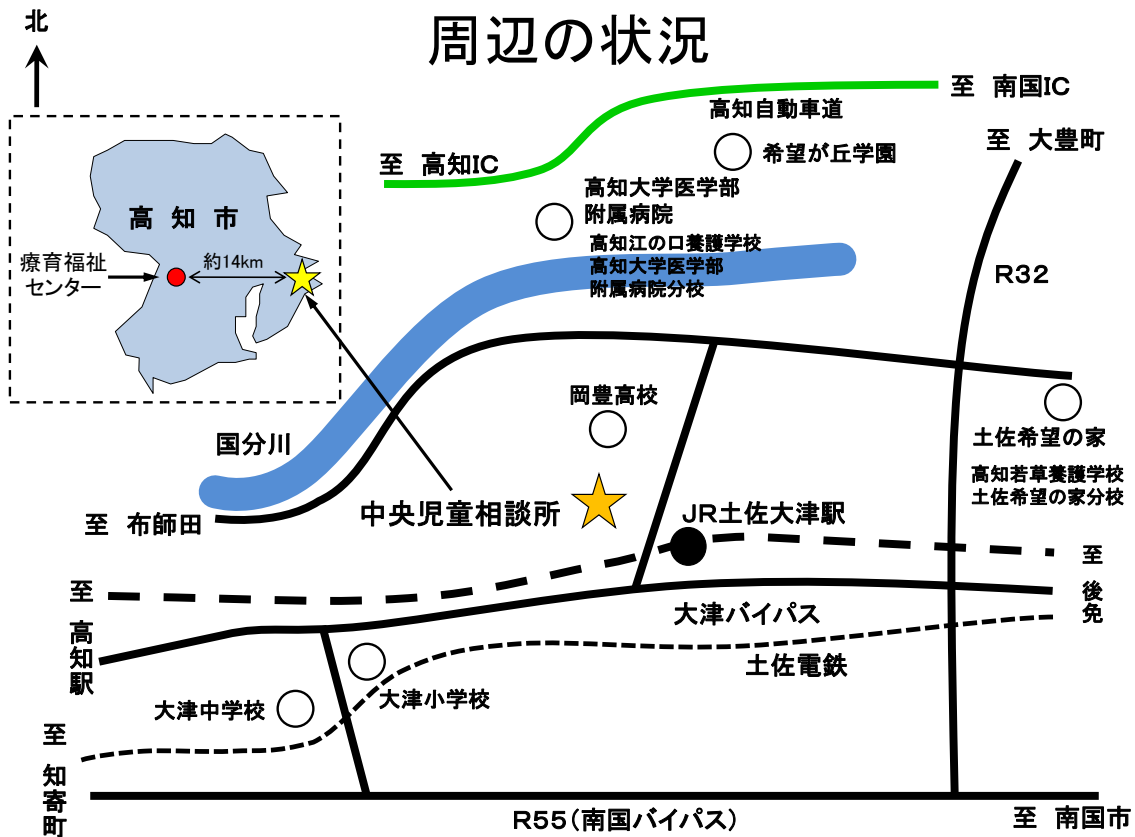 周辺の状況
北
至 南国IC
高知自動車道
至 大豊町
希望が丘学園
至 高知IC
高知大学医学部
附属病院
高知江の口養護学校
高知大学医学部
附属病院分校
R32
高 知 市
療育福祉
センター
約14km
岡豊高校
国分川
土佐希望の家
高知若草養護学校
土佐希望の家分校
中央児童相談所
JR土佐大津駅
至 布師田
至 後免
至 高知駅
大津バイパス
土佐電鉄
大津小学校
大津中学校
至 知寄町
R55(南国バイパス)
至 南国市